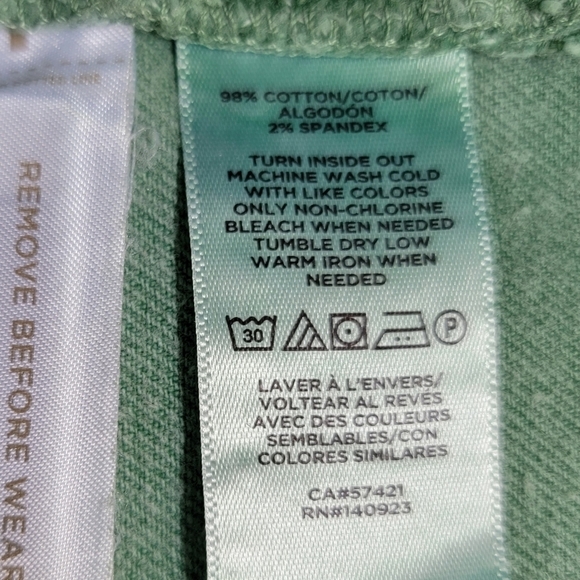 REMOVE BEFORE WEAR
98% COTTON/COTON/
ALGODÓN
2% SPANDEX
TURN INSIDE OUT
MACHINE WASH COLD
WITH LIKE COLORS
ONLY NON-CHLORINE
BLEACH WHEN NEEDED
TUMBLE DRY LOW
WARM IRON WHEN
NEEDED
30
P
LAVER À L'ENVERS/
VOLTEAR AL REVÉS
AVEC DES COULEURS
SEMBLABLES/CON
COLORES SIMILARES
CA#57421
RN#140923